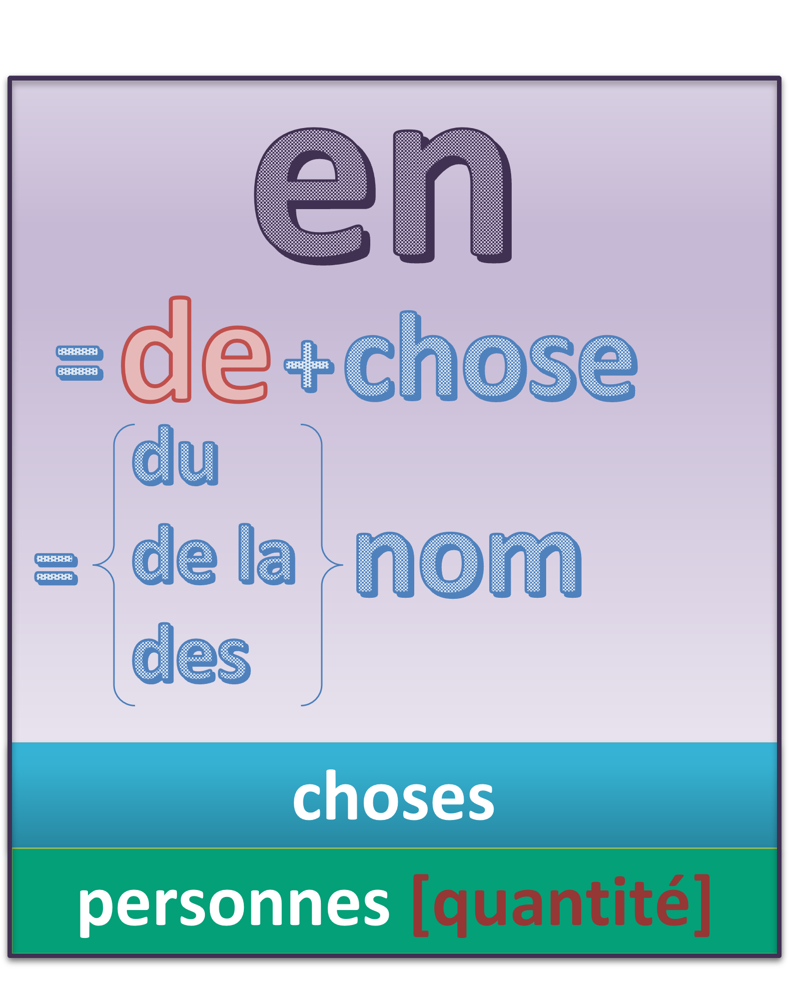 en
= de + chose
du
de la
des
= nom
choses
personnes [quantité]